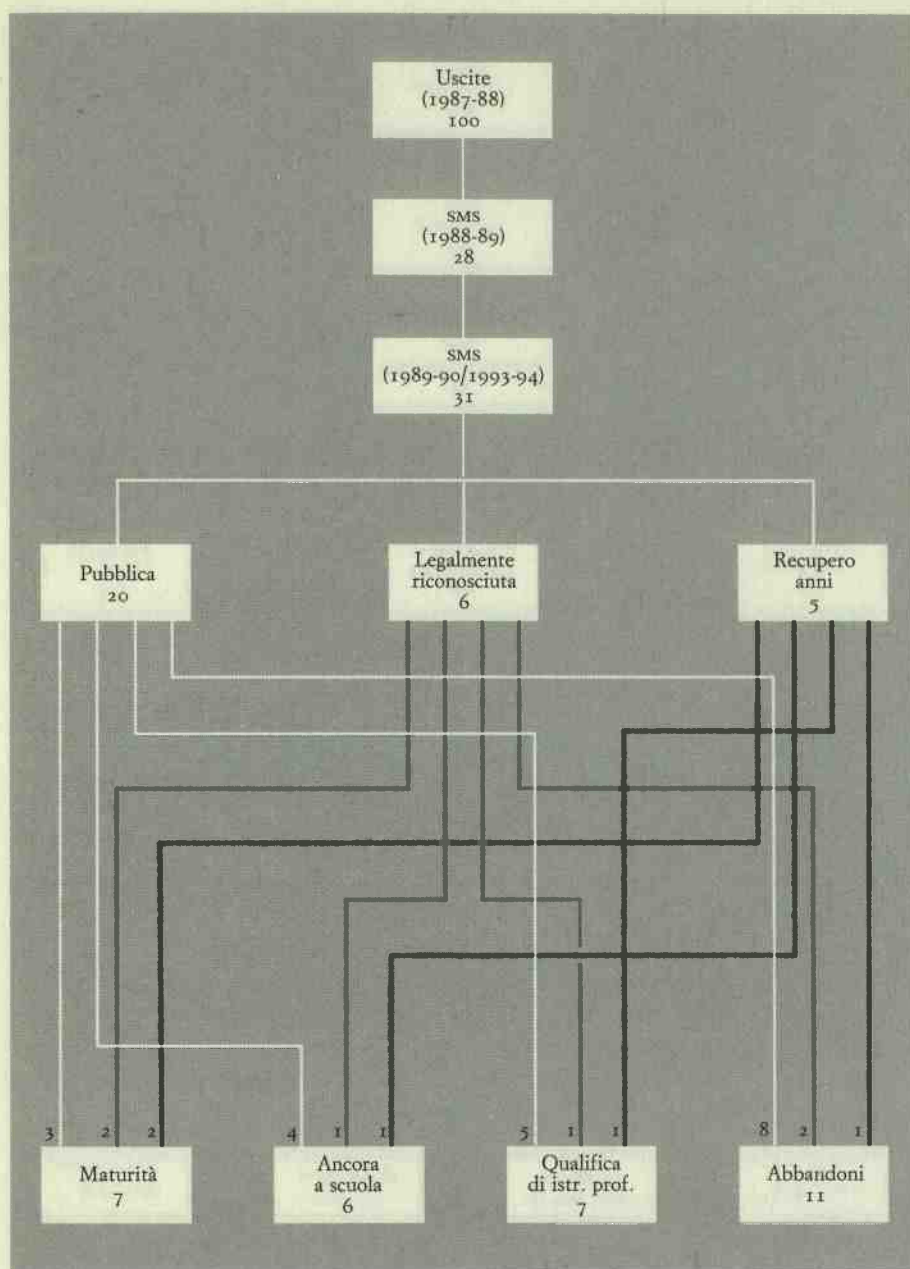 Uscite
(1987-88)
100
SMS
(1988-89)
28
SMS
(1989-90/1993-94)
31
Pubblica
20
Legalmente
riconosciuta
6
Recupero
anni
5
3 2 2 4 1 1 5 1 1 8 2 1
Maturità
7
Ancora
a scuola
6
Qualifica
di istr. prof.
7
Abbandoni
11